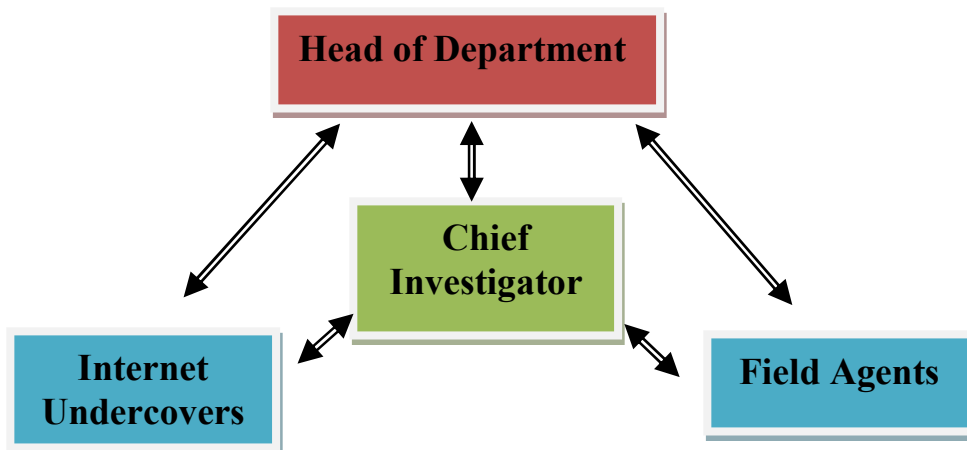 Head of Department
Chief
Investigator
Internet
Undercovers
Field Agents